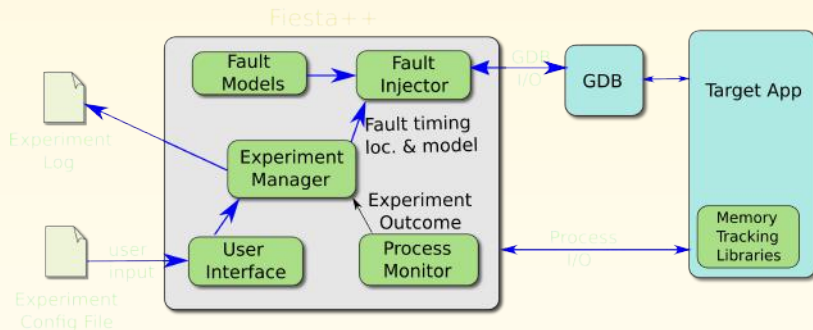 Fiesta++
Fault
Models
Fault
Injector
GDB
I/O
GDB
Target App
Experiment
Log
Fault timing
loc. & model
Experiment
Manager
Experiment
Outcome
user
input
User
Interface
Process
Monitor
Process
I/O
Memory
Tracking
Libraries
Experiment
Config File